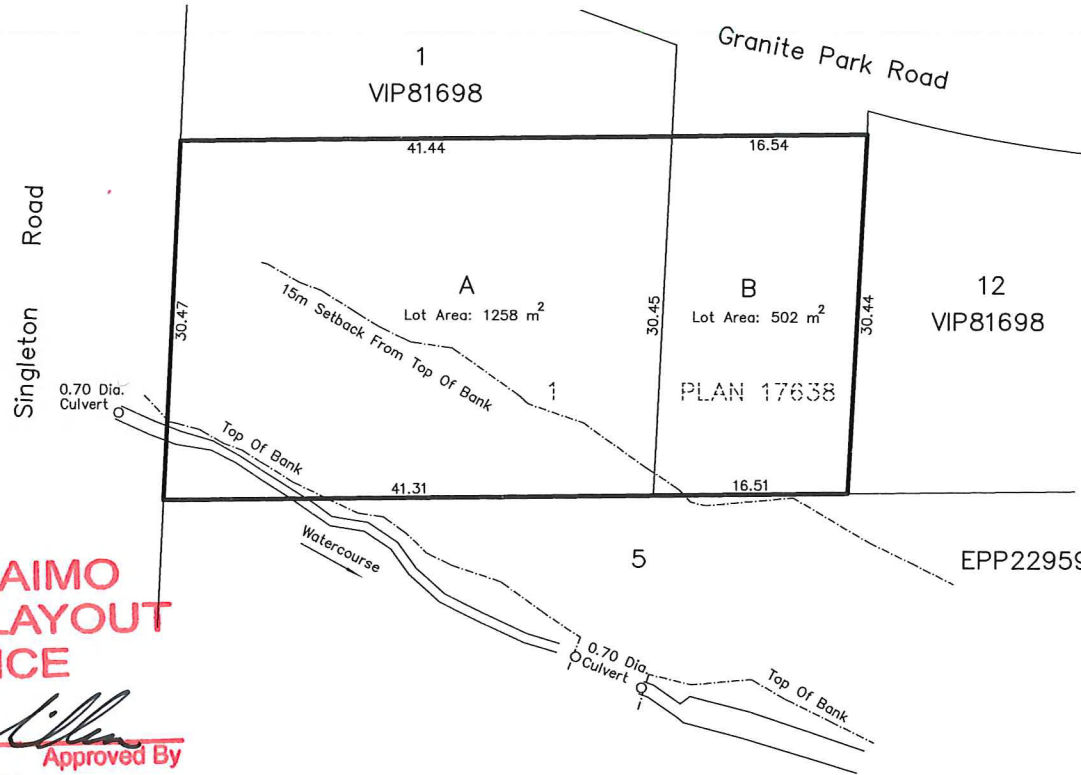 Granite Park Road
1
VIP81698
41.44
16.54
Singleton Road
30.47
15m Setback From Top Of Bank
A
Lot Area: 1258 m²
30.45
B
Lot Area: 502 m²
30.44
12
VIP81698
1
PLAN 17638
0.70 Dia.
Culvert
Top Of Bank
41.31
16.51
Watercourse
5
EPP22959
AIMO
LAYOUT
ICE
0.70 Dia.
Culvert
Top Of Bank
Approved By